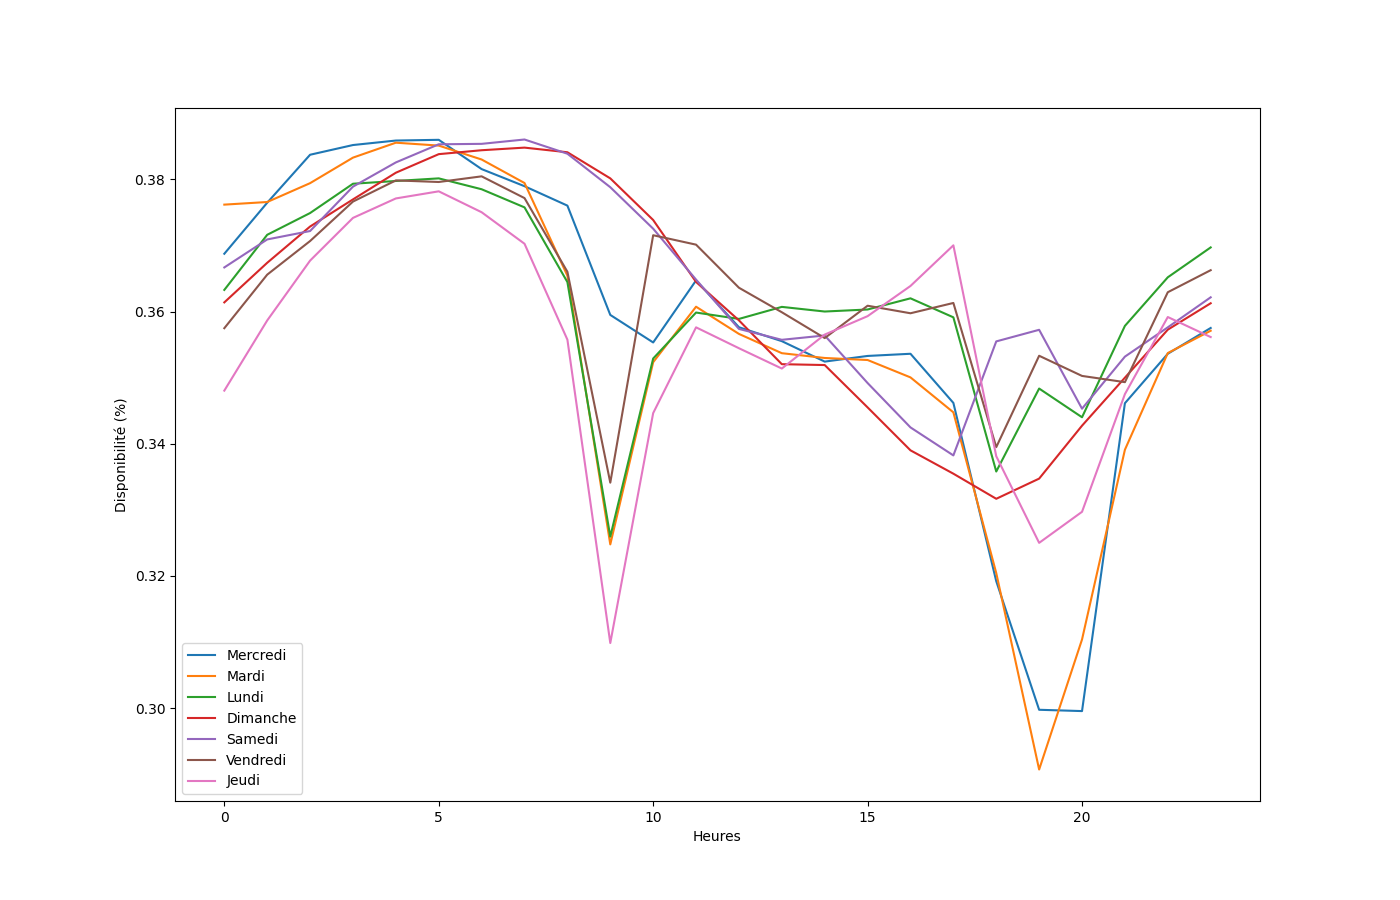 0.38
0.36
0.34
0.32
0.30
Disponibilité (%)
Mercredi
Mardi
Lundi
Dimanche
Samedi
Vendredi
Jeudi
0 5 10 15 20
Heures